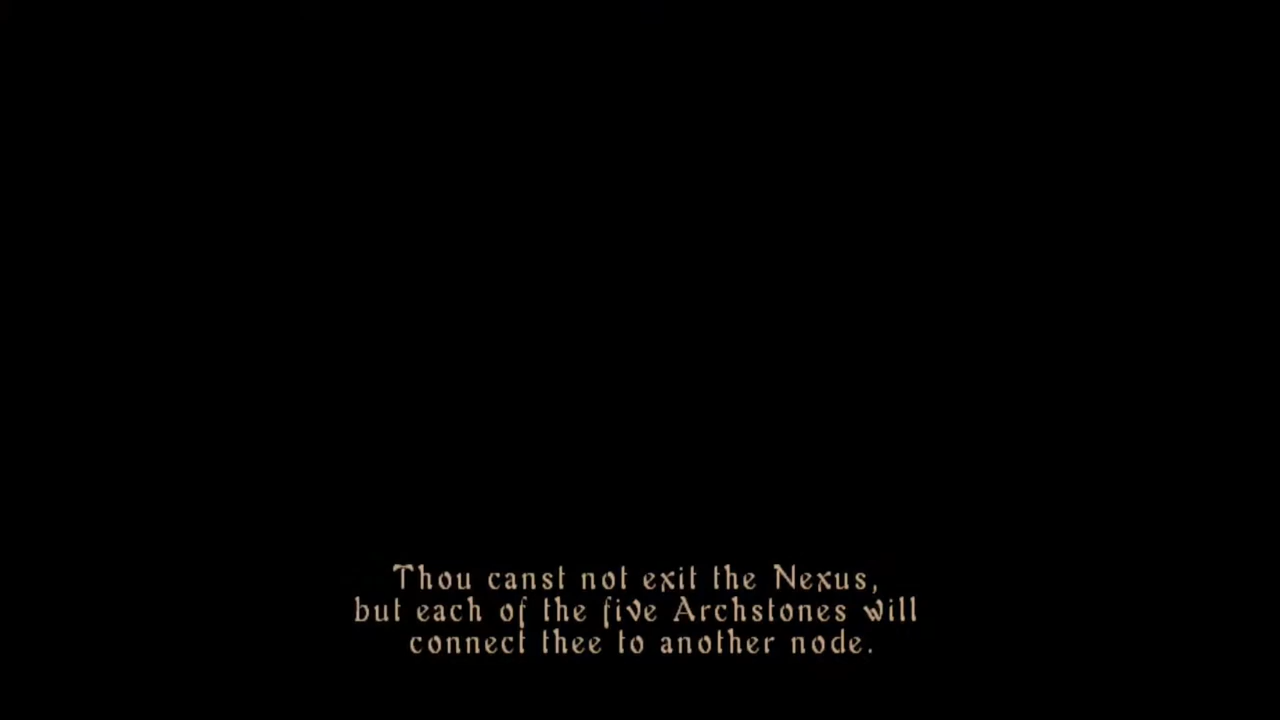 Thou canst not exit the Nexus,
but each of the five Archstones will
connect thee to another node.